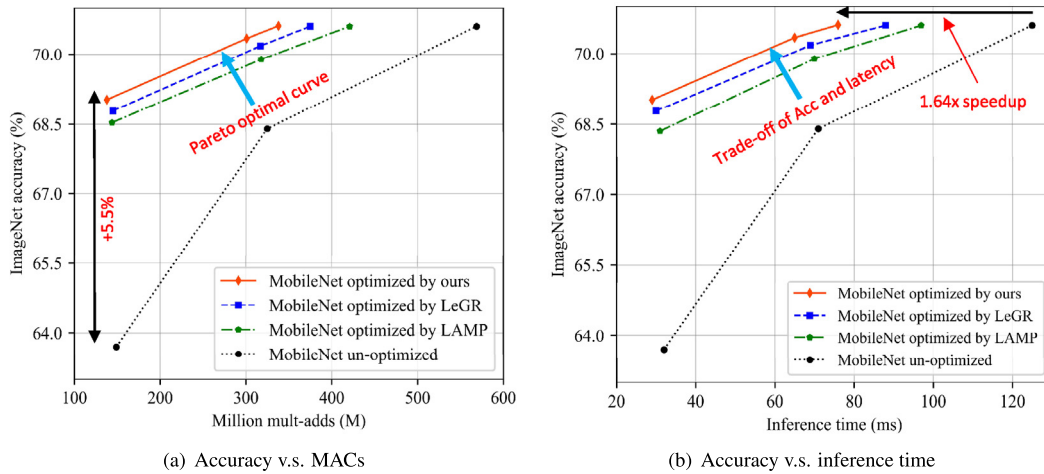 ImageNet accuracy (%)
70.0
68.5
67.0
65.5
64.0
+5.5%
Pareto optimal curve
MobileNet optimized by ours
MobileNet optimized by LeGR
MobileNet optimized by LAMP
MobileNet un-optimized
100 200 300 400 500 600
Million mult-adds (M)
(a) Accuracy v.s. MACs
ImageNet accuracy (%)
70.0
68.5
67.0
65.5
64.0
1.64x speedup
Trade-off of Acc and latency
MobileNet optimized by ours
MobileNet optimized by LeGR
MobileNet optimized by LAMP
MobileNet un-optimized
20 40 60 80 100 120
Inference time (ms)
(b) Accuracy v.s. inference time